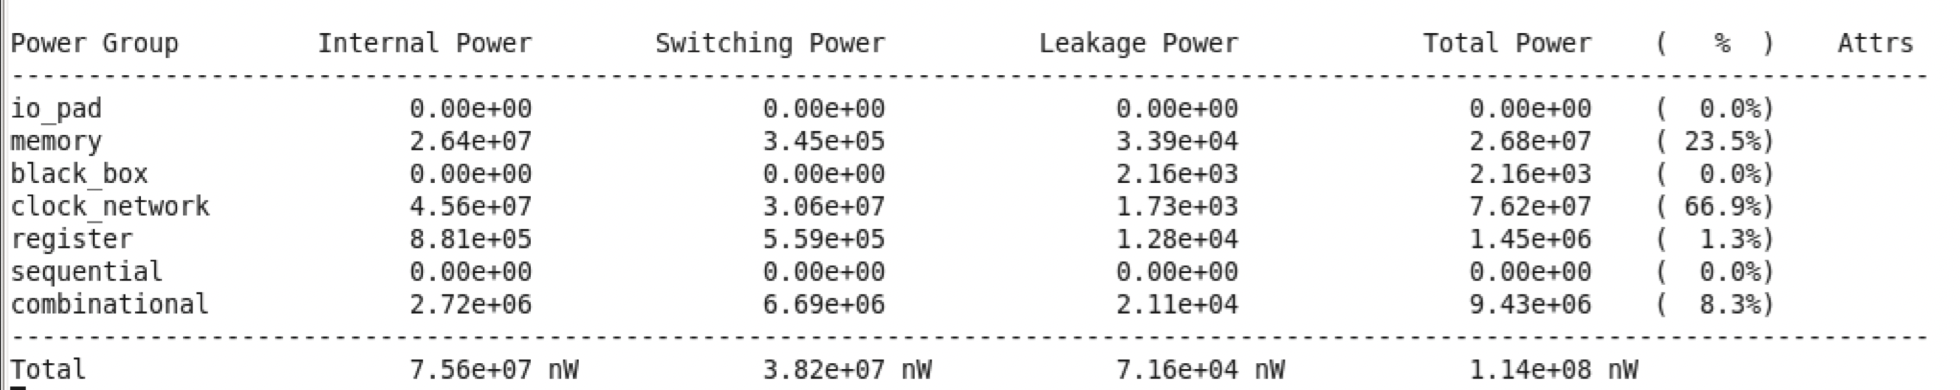 Power Group         Internal Power        Switching Power          Leakage Power            Total Power    (   %  )    Attrs
-----------------------------------------------------------------------------------------------------------------------------
io_pad                    0.00e+00               0.00e+00               0.00e+00               0.00e+00    (   0.0%)
memory                    2.64e+07               3.45e+05               3.39e+04               2.68e+07    (  23.5%)
black_box                 0.00e+00               0.00e+00               2.16e+03               2.16e+03    (   0.0%)
clock_network             4.56e+07               3.06e+07               1.73e+03               7.62e+07    (  66.9%)
register                  8.81e+05               5.59e+05               1.28e+04               1.45e+06    (   1.3%)
sequential                0.00e+00               0.00e+00               0.00e+00               0.00e+00    (   0.0%)
combinational             2.72e+06               6.69e+06               2.11e+04               9.43e+06    (   8.3%)
-----------------------------------------------------------------------------------------------------------------------------
Total                     7.56e+07 nW            3.82e+07 nW            7.16e+04 nW            1.14e+08 nW